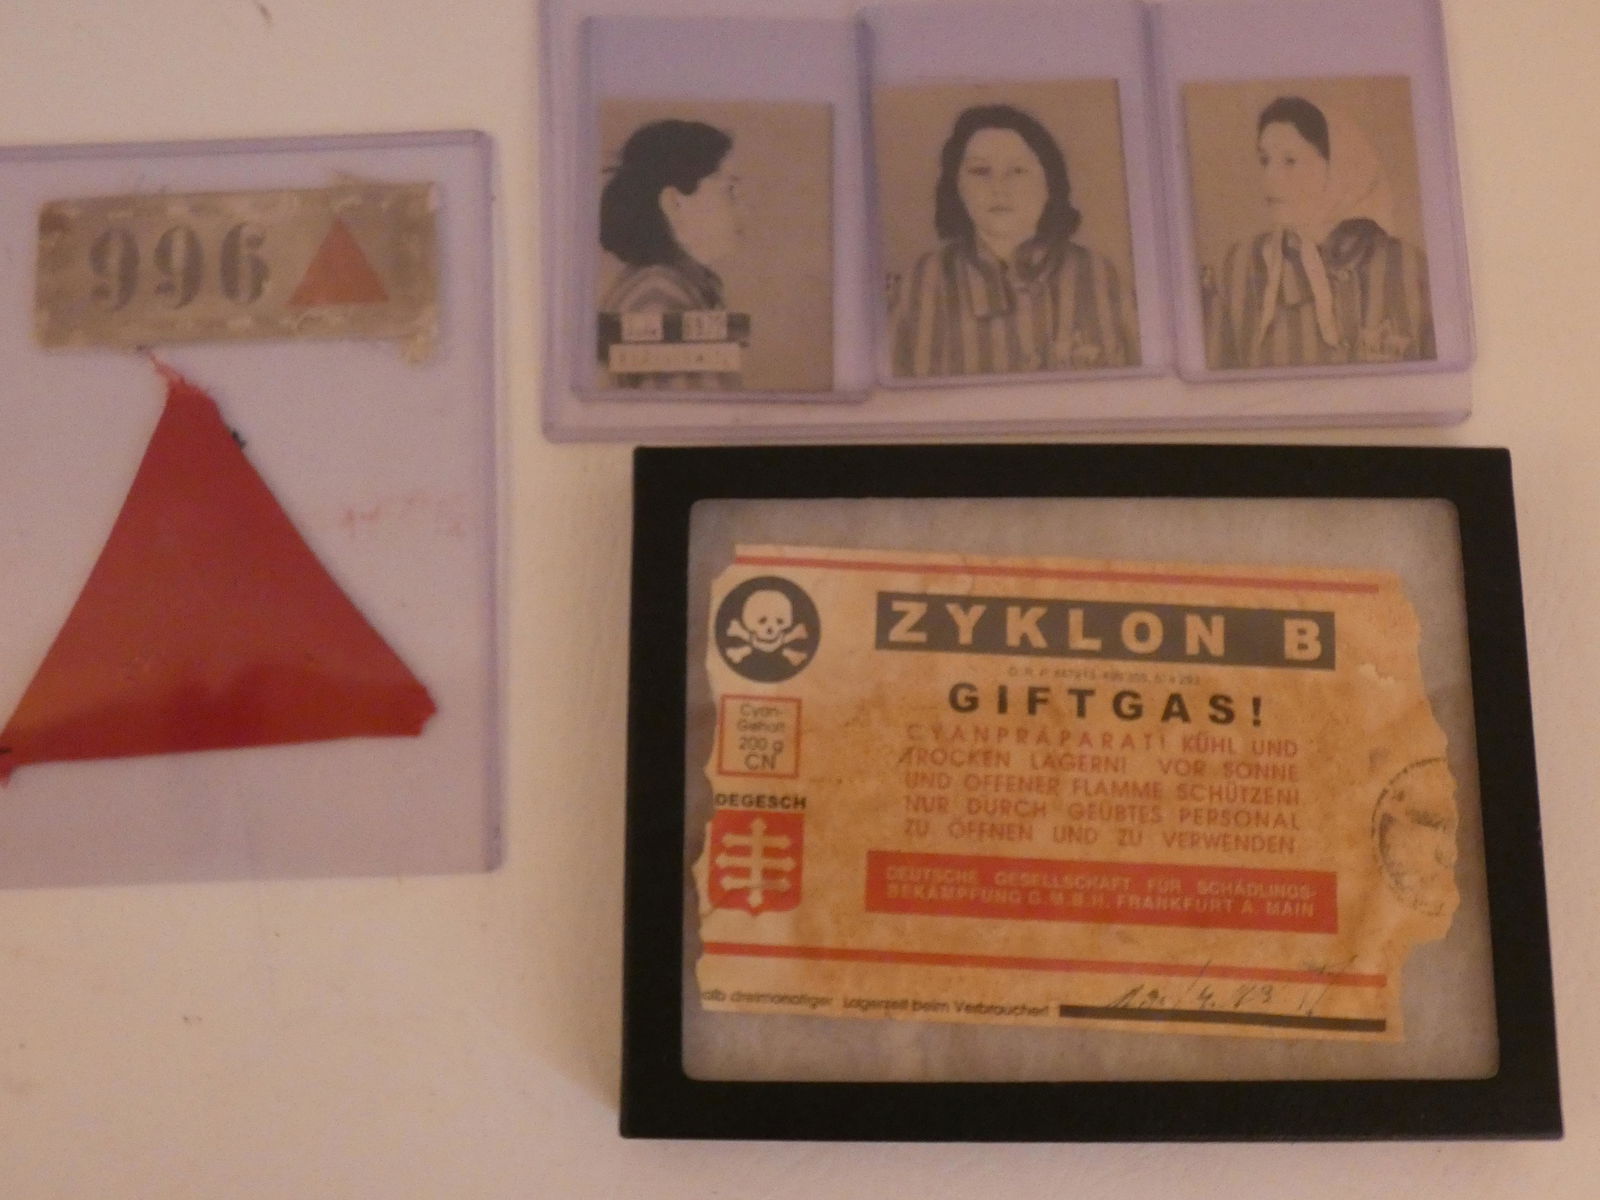 996
ZYKLON B
GIFTGAS!
CYANPRÄPARAT! KÜHL UND
TROCKEN LAGERN! VOR SONNE
UND OFFENER FLAMME SCHÜTZEN!
NUR DURCH GEÜBTES PERSONAL
ZU ÖFFNEN UND ZU VERWENDEN
Cyan-
Gehalt
200 g
CN
DEGESCH
DEUTSCHE GESELLSCHAFT FÜR SCHÄDLINGS-
BEKÄMPFUNG G.M.B.H. FRANKFURT A. MAIN
alb dreimonatiger Lagerzeit beim Verbraucher!